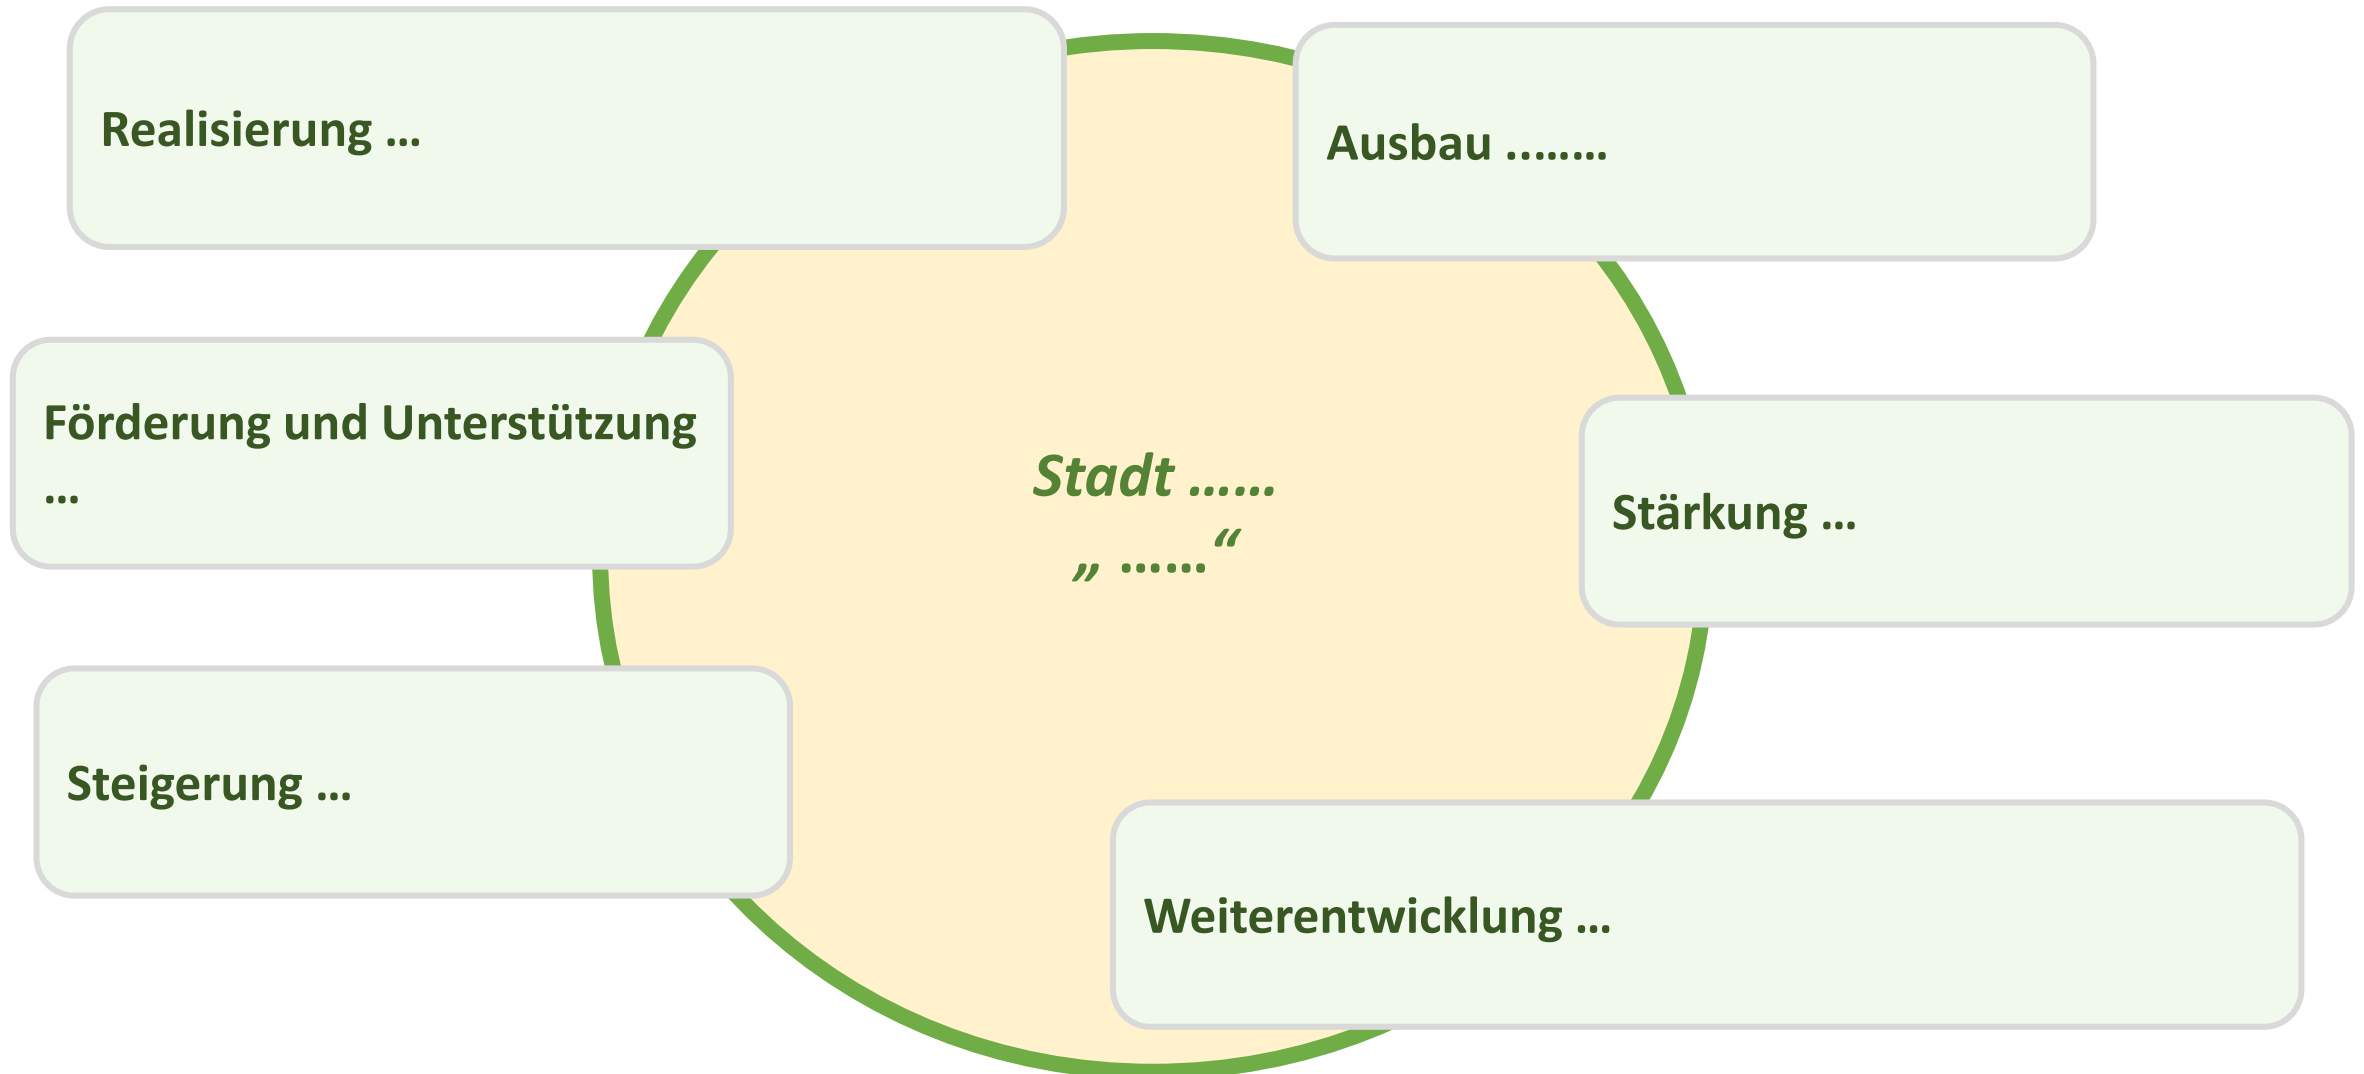 Realisierung …
Ausbau ………
Förderung und Unterstützung
…
Stadt ……
„ ……“
Stärkung …
Steigerung …
Weiterentwicklung …